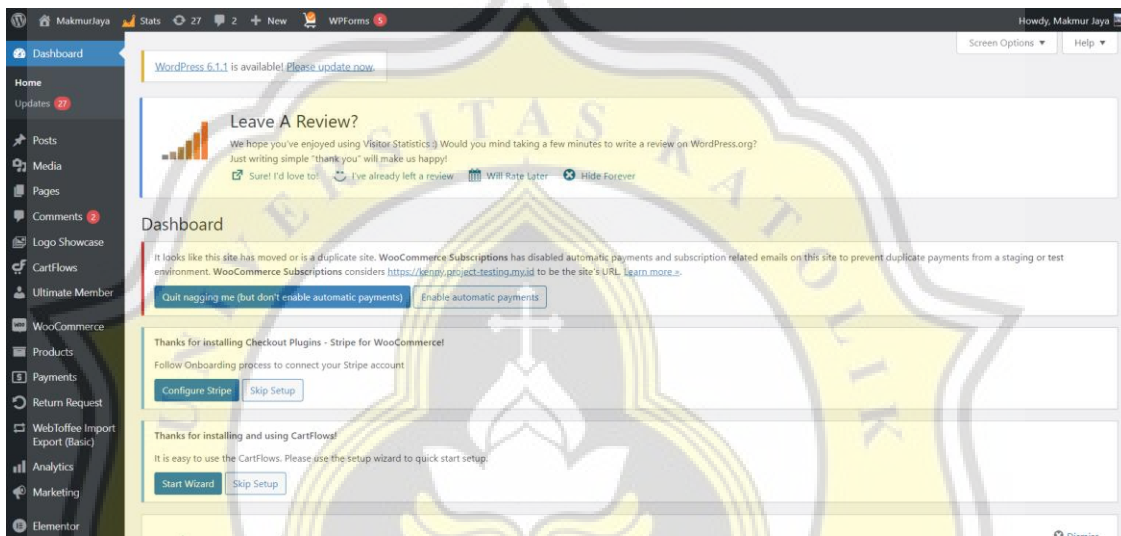 MakmurJaya Stats 27 2 New WPForms 5 Howdy, Makmur Jaya
Screen Options Help
Dashboard
Home
Updates 27
Posts
Media
Pages
Comments 2
Logo Showcase
CartFlows
Ultimate Member
WooCommerce
Products
Payments
Return Request
WebToffee Import
Export (Basic)
Analytics
Marketing
Elementor
WordPress 6.1.1 is available! Please update now.
Leave A Review?
We hope you've enjoyed using Visitor Statistics :) Would you mind taking a few minutes to write a review on WordPress.org?
Just writing simple "thank you" will make us happy!
Sure! I'd love to! I've already left a review Will Rate Later Hide Forever
Dashboard
It looks like this site has moved or is a duplicate site. WooCommerce Subscriptions has disabled automatic payments and subscription related emails on this site to prevent duplicate payments from a staging or test
environment. WooCommerce Subscriptions considers https://kenny.project-testing.my.id to be the site's URL. Learn more ».
Quit nagging me (but don't enable automatic payments) Enable automatic payments
Thanks for installing Checkout Plugins - Stripe for WooCommerce!
Follow Onboarding process to connect your Stripe account
Configure Stripe Skip Setup
Thanks for installing and using CartFlows!
It is easy to use the CartFlows. Please use the setup wizard to quick start setup.
Start Wizard Skip Setup
Dismiss
UNIVERSITAS KATOLIK